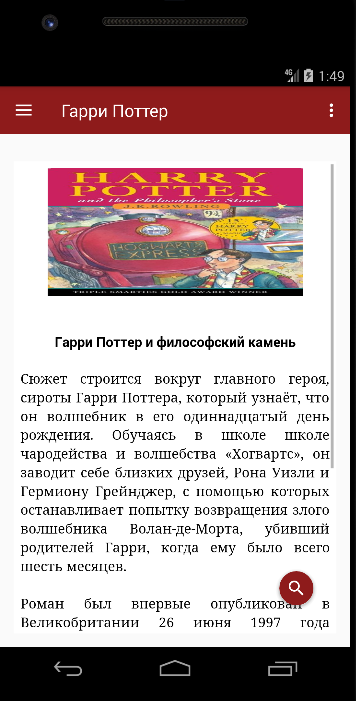 4G 1:49
Гарри Поттер
HARRY
POTTER
and the Philosopher's Stone
J.K.ROWLING
HARRY
POTTER
HOGWARTS
EXPRESS
TRIPLE SMARTIES GOLD AWARD WINNER
Гарри Поттер и философский камень
Сюжет строится вокруг главного героя,
сироты Гарри Поттера, который узнаёт, что
он волшебник в его одиннадцатый день
рождения. Обучаясь в школе школе
чародейства и волшебства «Хогвартс», он
заводит себе близких друзей, Рона Уизли и
Гермиону Грейнджер, с помощью которых
останавливает попытку возвращения злого
волшебника Волан-де-Морта, убивший
родителей Гарри, когда ему было всего
шесть месяцев.
Роман был впервые опубликован в
Великобритании 26 июня 1997 года